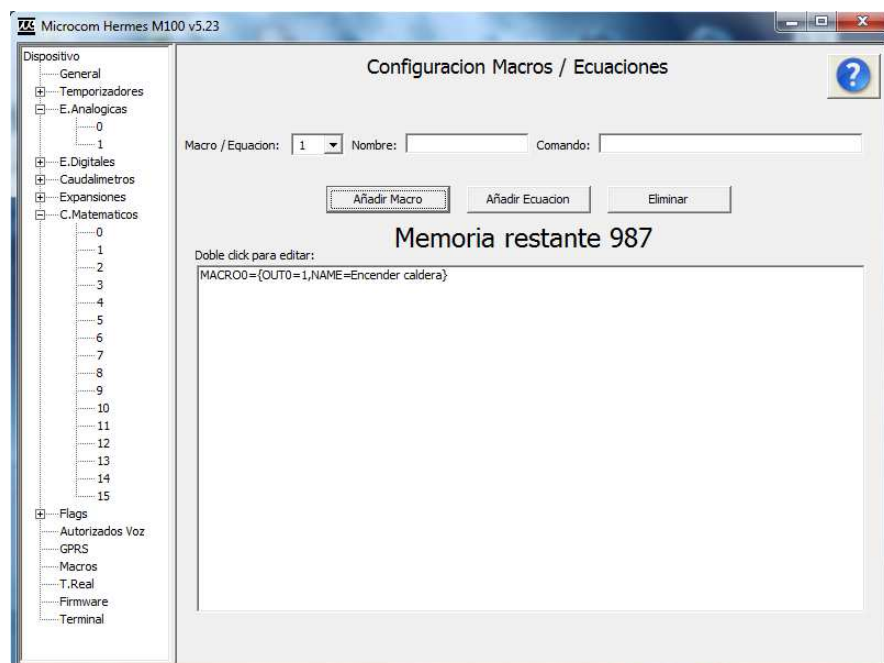 Microcom Hermes M100 v5.23
Dispositivo
General
Temporizadores
E.Analogicas
0
1
E.Digitales
Caudalimetros
Expansiones
C.Matematicos
0
1
2
3
4
5
6
7
8
9
10
11
12
13
14
15
Flags
Autorizados Voz
GPRS
Macros
T.Real
Firmware
Terminal
Configuracion Macros / Ecuaciones
?
Macro / Equacion: 1 Nombre: Comando:
Añadir Macro Añadir Ecuacion Eliminar
Memoria restante 987
Doble click para editar:
MACRO0={OUT0=1,NAME=Encender caldera}